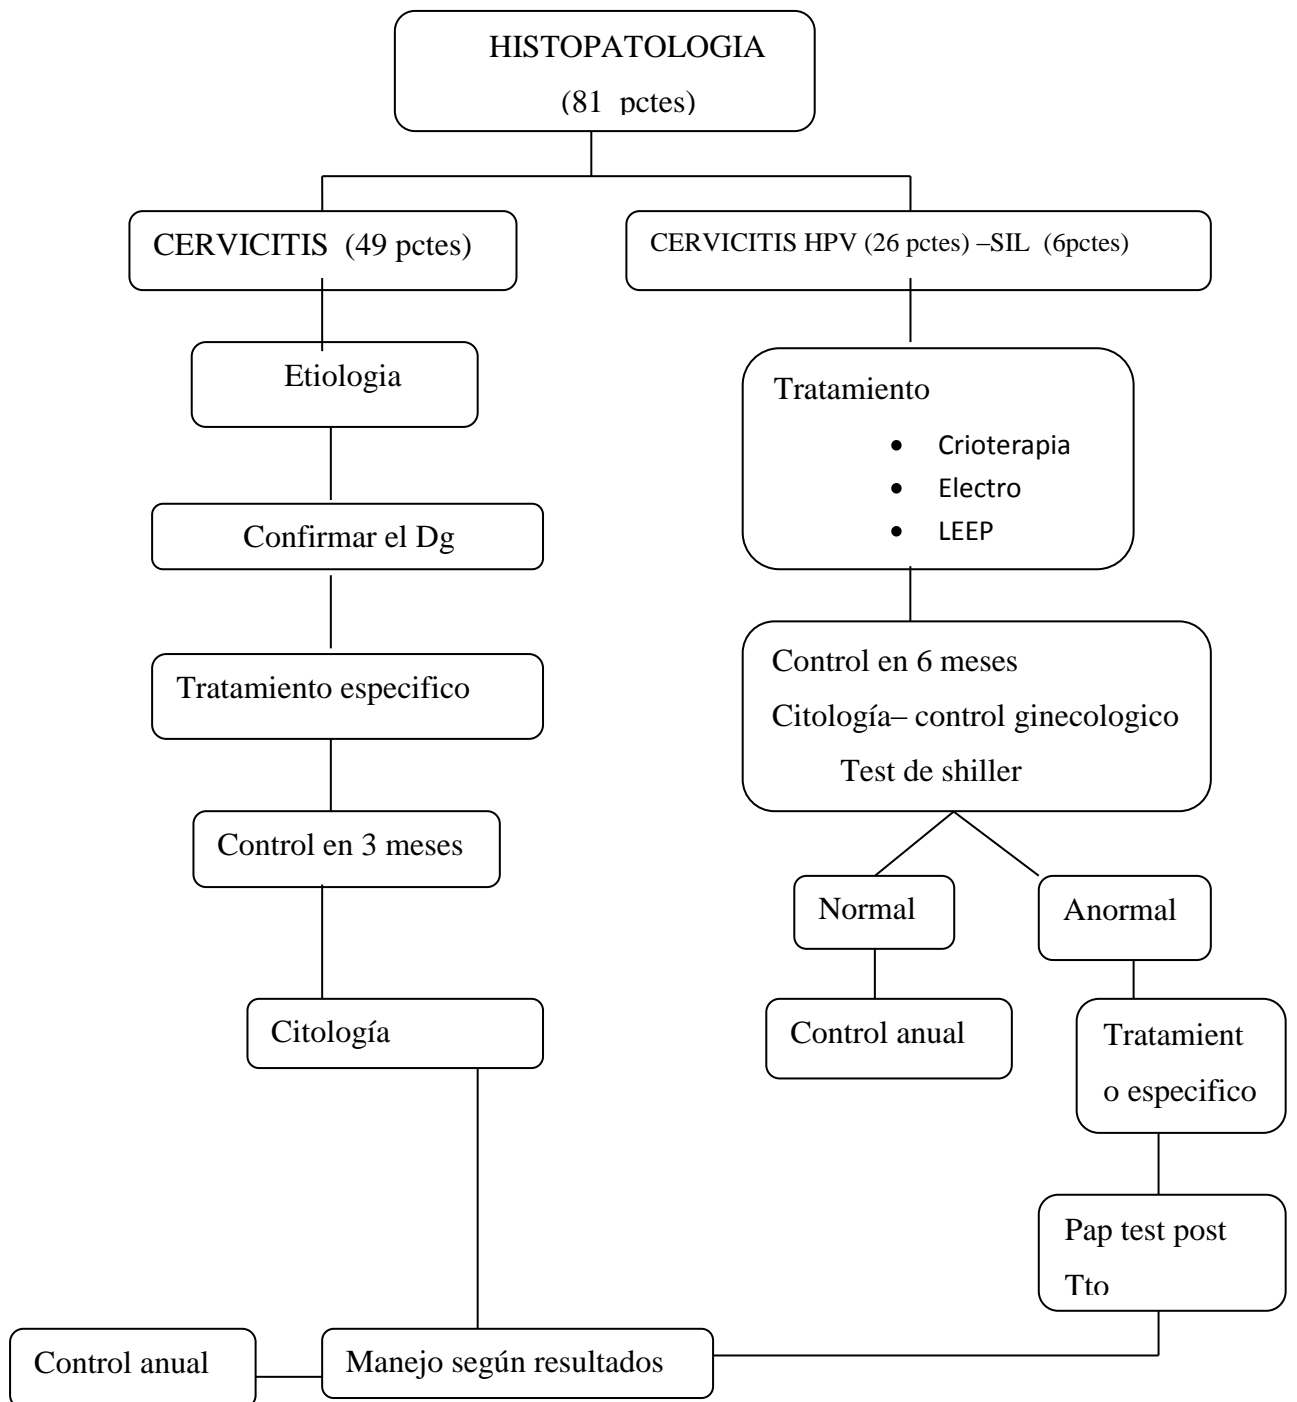 HISTOPATOLOGIA
(81 pctes)
CERVICITIS (49 pctes)
CERVICITIS HPV (26 pctes) –SIL (6pctes)
Etiologia
Tratamiento
• Crioterapia
• Electro
• LEEP
Confirmar el Dg
Tratamiento especifico
Control en 6 meses
Citología– control ginecologico
Test de shiller
Control en 3 meses
Normal
Anormal
Citología
Control anual
Tratamient
o especifico
Pap test post
Tto
Control anual
Manejo según resultados